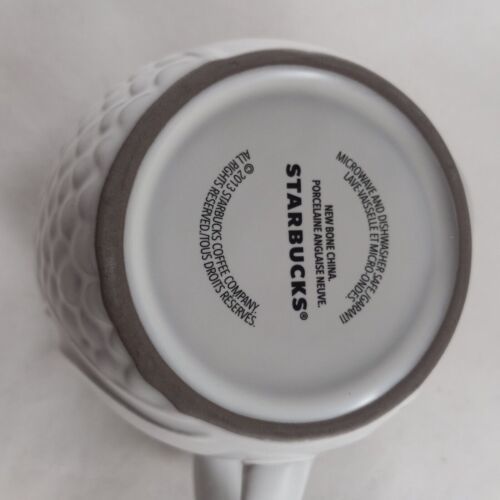 MICROWAVE AND DISHWASHER SAFE./GARANTI
LAVE-VAISSELLE ET MICRO-ONDES.
NEW BONE CHINA.
PORCELAINE ANGLAISE NEUVE.
STARBUCKS®
© 2013 STARBUCKS COFFEE COMPANY.
ALL RIGHTS RESERVED./TOUS DROITS RÉSERVÉS.